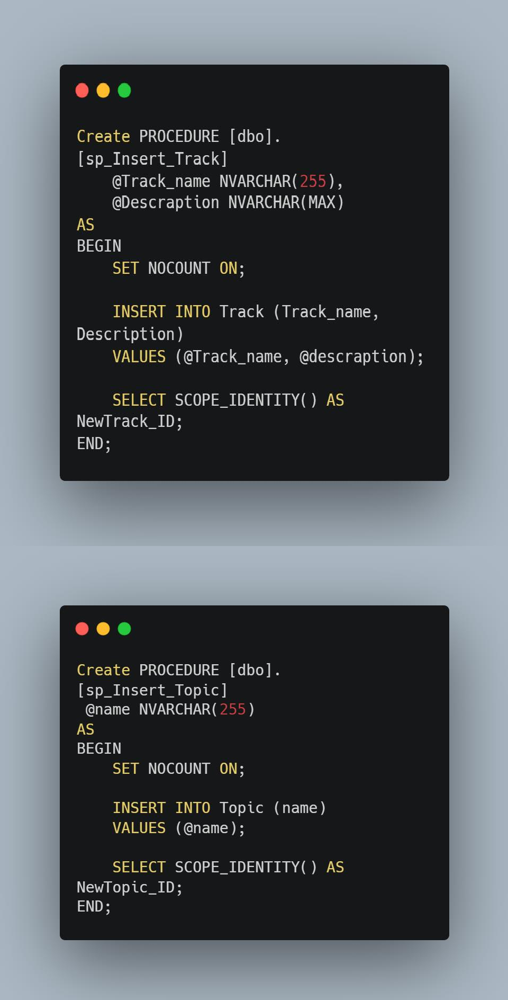 Create PROCEDURE [dbo].
[sp_Insert_Track]
    @Track_name NVARCHAR(255),
    @Descraption NVARCHAR(MAX)
AS
BEGIN
    SET NOCOUNT ON;

    INSERT INTO Track (Track_name,
Description)
    VALUES (@Track_name, @descraption);

    SELECT SCOPE_IDENTITY() AS
NewTrack_ID;
END;

Create PROCEDURE [dbo].
[sp_Insert_Topic]
 @name NVARCHAR(255)
AS
BEGIN
    SET NOCOUNT ON;

    INSERT INTO Topic (name)
    VALUES (@name);

    SELECT SCOPE_IDENTITY() AS
NewTopic_ID;
END;